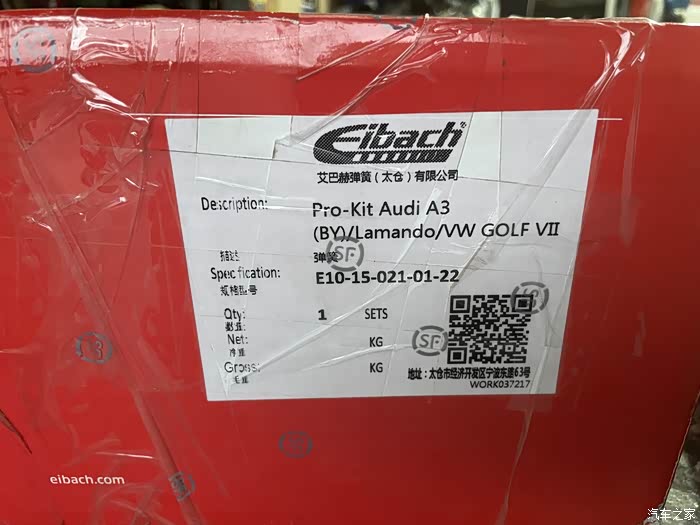 Eibach
艾巴赫弹簧（太仓）有限公司
Description: Pro-Kit Audi A3
(BY)/Lamando/VW GOLF VII
描述 弹簧
SF
Specfication: E10-15-021-01-22
规格型号
Qty: 1 SETS
数量:
Net: KG
净重
SF
Gross: KG
毛重
地址：太仓市经济开发区宁波东路63号
WORK037217
eibach.com
汽车之家